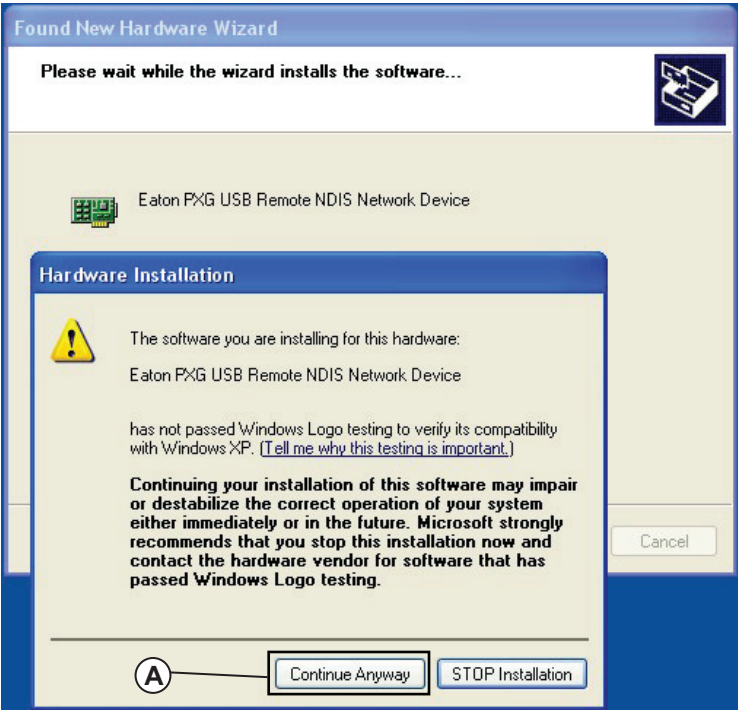 Found New Hardware Wizard
Please wait while the wizard installs the software...
Eaton PXG USB Remote NDIS Network Device
Hardware Installation
The software you are installing for this hardware:
Eaton PXG USB Remote NDIS Network Device
has not passed Windows Logo testing to verify its compatibility
with Windows XP. (Tell me why this testing is important.)
Continuing your installation of this software may impair
or destabilize the correct operation of your system
either immediately or in the future. Microsoft strongly
recommends that you stop this installation now and
contact the hardware vendor for software that has
passed Windows Logo testing.
Cancel
A
Continue Anyway
STOP Installation